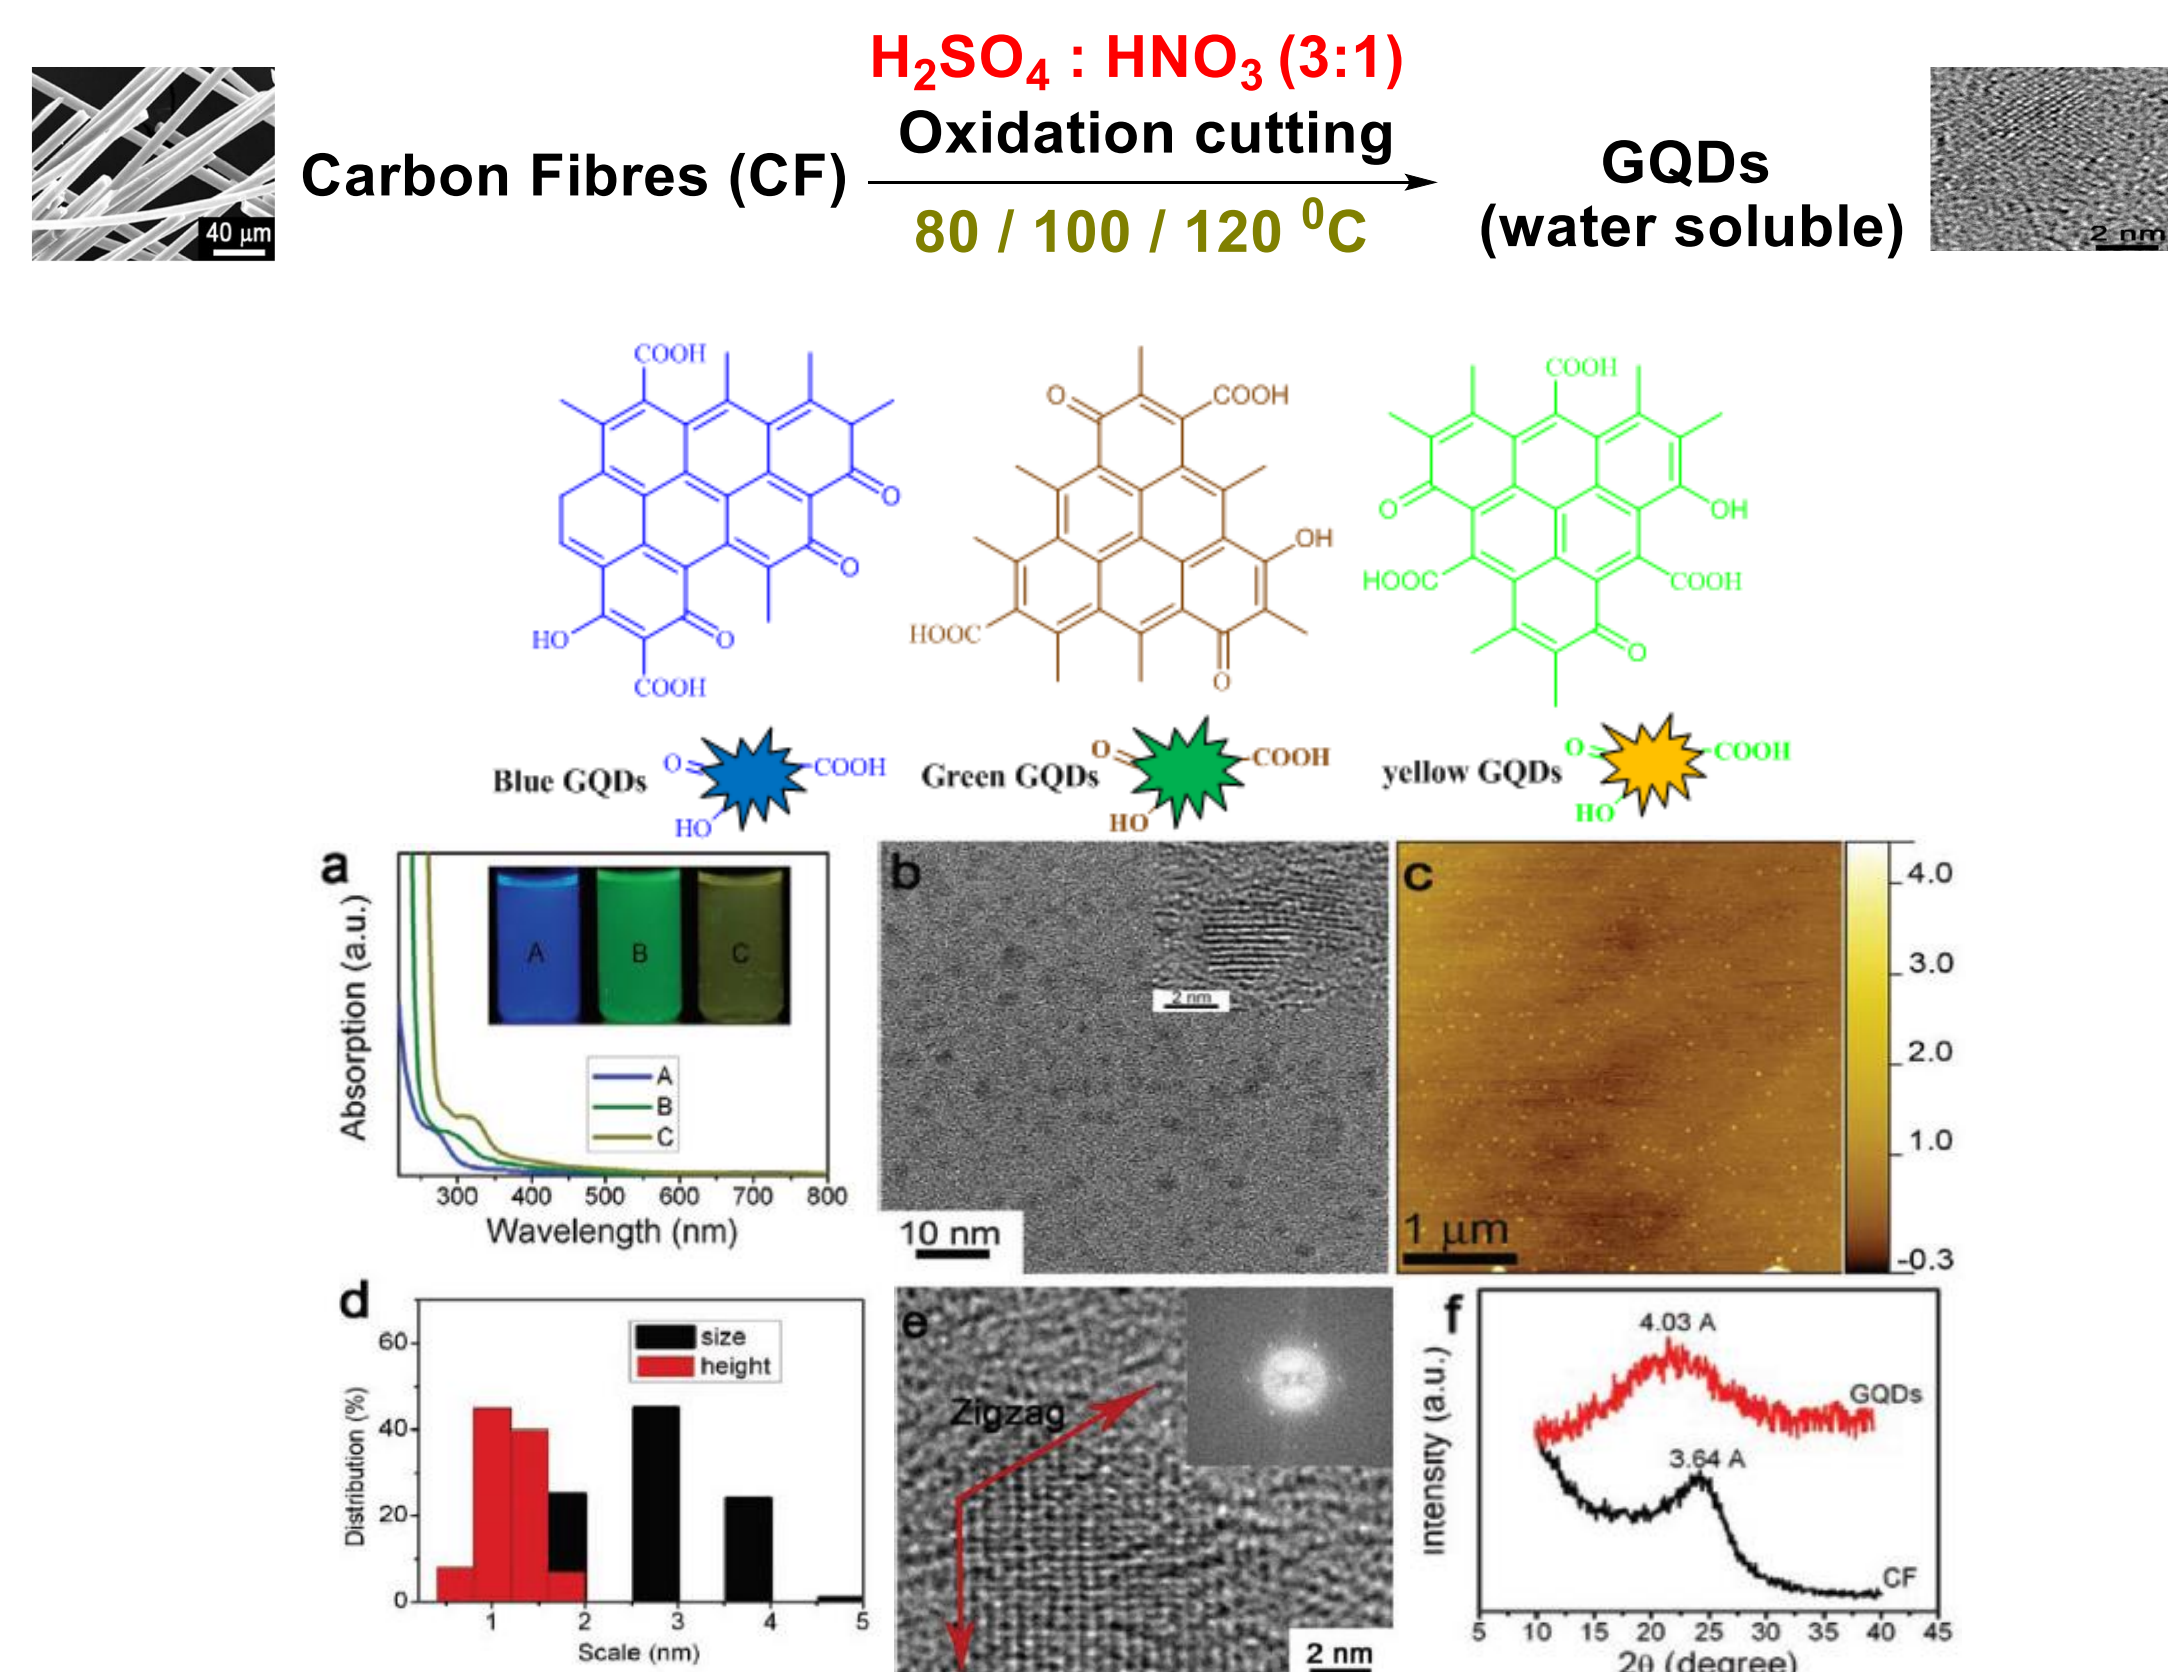 H2SO4 : HNO3 (3:1)
Oxidation cutting
Carbon Fibres (CF)
80 / 100 / 120 0C
GQDs
(water soluble)
40 μm
2 nm
COOH
O
O
HO
O
COOH
O
COOH
OH
HOOC
O
COOH
O
OH
HOOC
COOH
O
Blue GQDs
O
COOH
HO
Green GQDs
O
COOH
HO
yellow GQDs
O
COOH
HO
a
Absorption (a.u.)
A
B
C
A
B
C
300 400 500 600 700 800
Wavelength (nm)
b
2 nm
10 nm
c
1 μm
4.0
3.0
2.0
1.0
-0.3
d
Distribution (%)
60
40
20
0
size
height
1 2 3 4 5
Scale (nm)
e
Zigzag
2 nm
f
Intensity (a.u.)
4.03 A
GQDs
3.64 A
CF
5 10 15 20 25 30 35 40 45
2θ (degree)